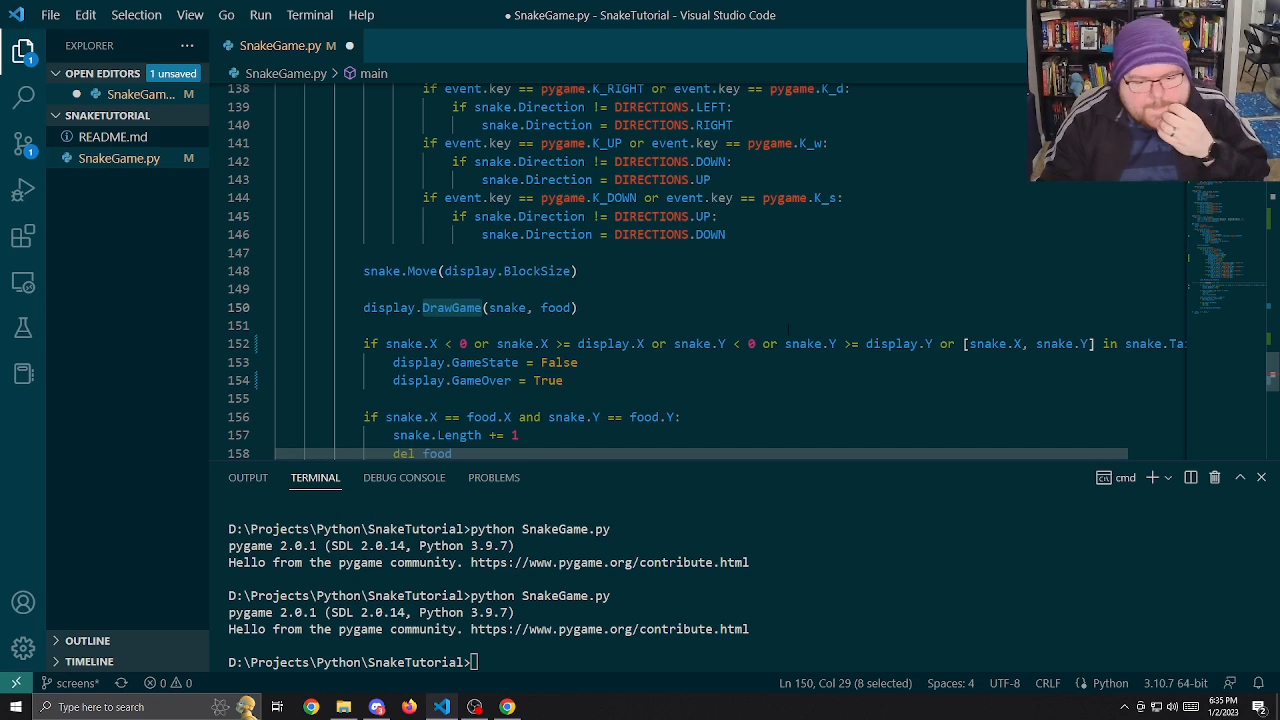 File Edit Selection View Go Run Terminal Help
● SnakeGame.py - SnakeTutorial - Visual Studio Code
EXPLORER ···
SnakeGame.py M ●
OPEN EDITORS 1 unsaved
SnakeGame.py > main
● SnakeGam... M
SNAKETUTORIAL
README.md
SnakeGame.py M
138 if event.key == pygame.K_RIGHT or event.key == pygame.K_d:
139 if snake.Direction != DIRECTIONS.LEFT:
140 snake.Direction = DIRECTIONS.RIGHT
141 if event.key == pygame.K_UP or event.key == pygame.K_w:
142 if snake.Direction != DIRECTIONS.DOWN:
143 snake.Direction = DIRECTIONS.UP
144 if event.key == pygame.K_DOWN or event.key == pygame.K_s:
145 if snake.Direction != DIRECTIONS.UP:
146 snake.Direction = DIRECTIONS.DOWN
147
148 snake.Move(display.BlockSize)
149
150 display.DrawGame(snake, food)
151
152 if snake.X < 0 or snake.X >= display.X or snake.Y < 0 or snake.Y >= display.Y or [snake.X, snake.Y] in snake.Tai
153 display.GameState = False
154 display.GameOver = True
155
156 if snake.X == food.X and snake.Y == food.Y:
157 snake.Length += 1
158 del food
OUTPUT TERMINAL DEBUG CONSOLE PROBLEMS
cmd
D:\Projects\Python\SnakeTutorial>python SnakeGame.py
pygame 2.0.1 (SDL 2.0.14, Python 3.9.7)
Hello from the pygame community. https://www.pygame.org/contribute.html
D:\Projects\Python\SnakeTutorial>python SnakeGame.py
pygame 2.0.1 (SDL 2.0.14, Python 3.9.7)
Hello from the pygame community. https://www.pygame.org/contribute.html
D:\Projects\Python\SnakeTutorial>
OUTLINE
TIMELINE
screens* 0 0 Ln 150, Col 29 (8 selected) Spaces: 4 UTF-8 CRLF Python 3.10.7 64-bit
Type here to search
6:35 PM
1/2/2023